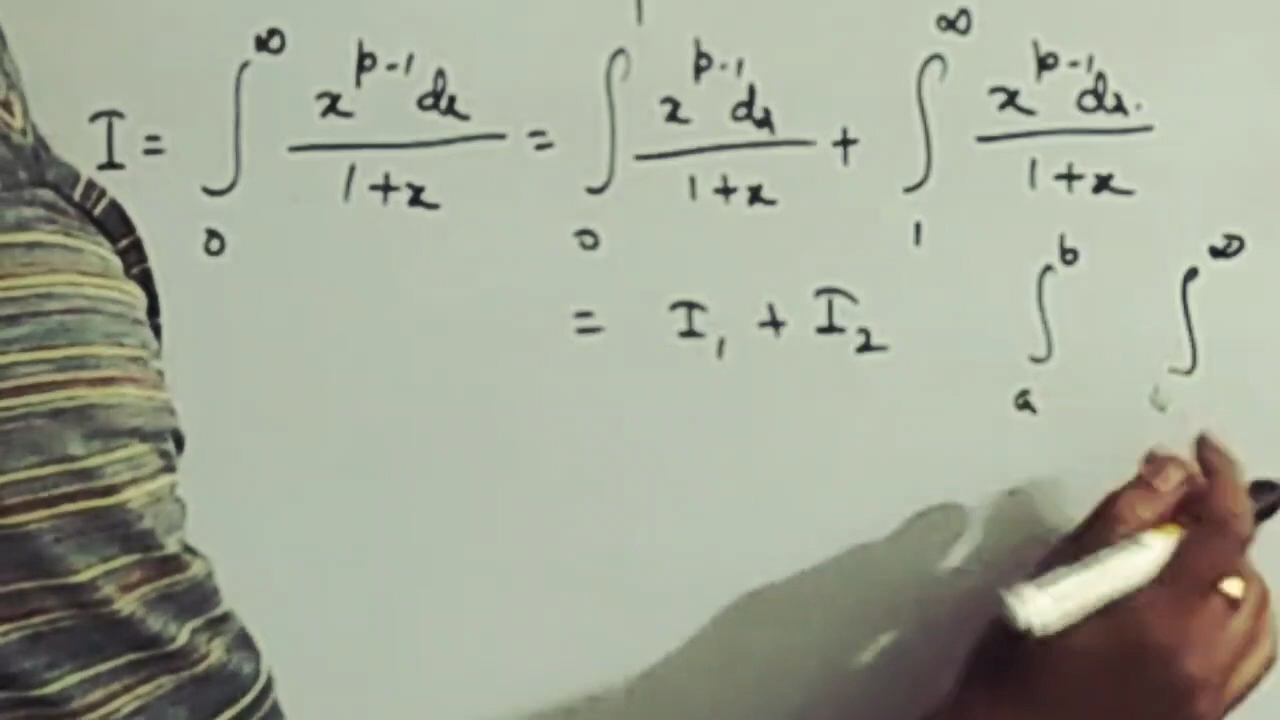 I = ∫₀^∞ x^{p-1} dx / (1+x) = ∫₀^1 x^{p-1} dx / (1+x) + ∫₁^∞ x^{p-1} dx / (1+x)
= I₁ + I₂ ∫ₐ^b ∫^∞